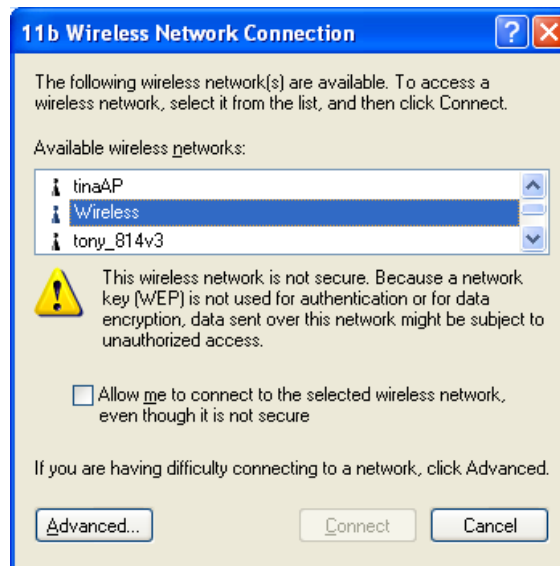 11b Wireless Network Connection
The following wireless network(s) are available. To access a
wireless network, select it from the list, and then click Connect.
Available wireless networks:
tinaAP
Wireless
tony_814v3
This wireless network is not secure. Because a network
key (WEP) is not used for authentication or for data
encryption, data sent over this network might be subject to
unauthorized access.
Allow me to connect to the selected wireless network,
even though it is not secure
If you are having difficulty connecting to a network, click Advanced.
Advanced... Connect Cancel